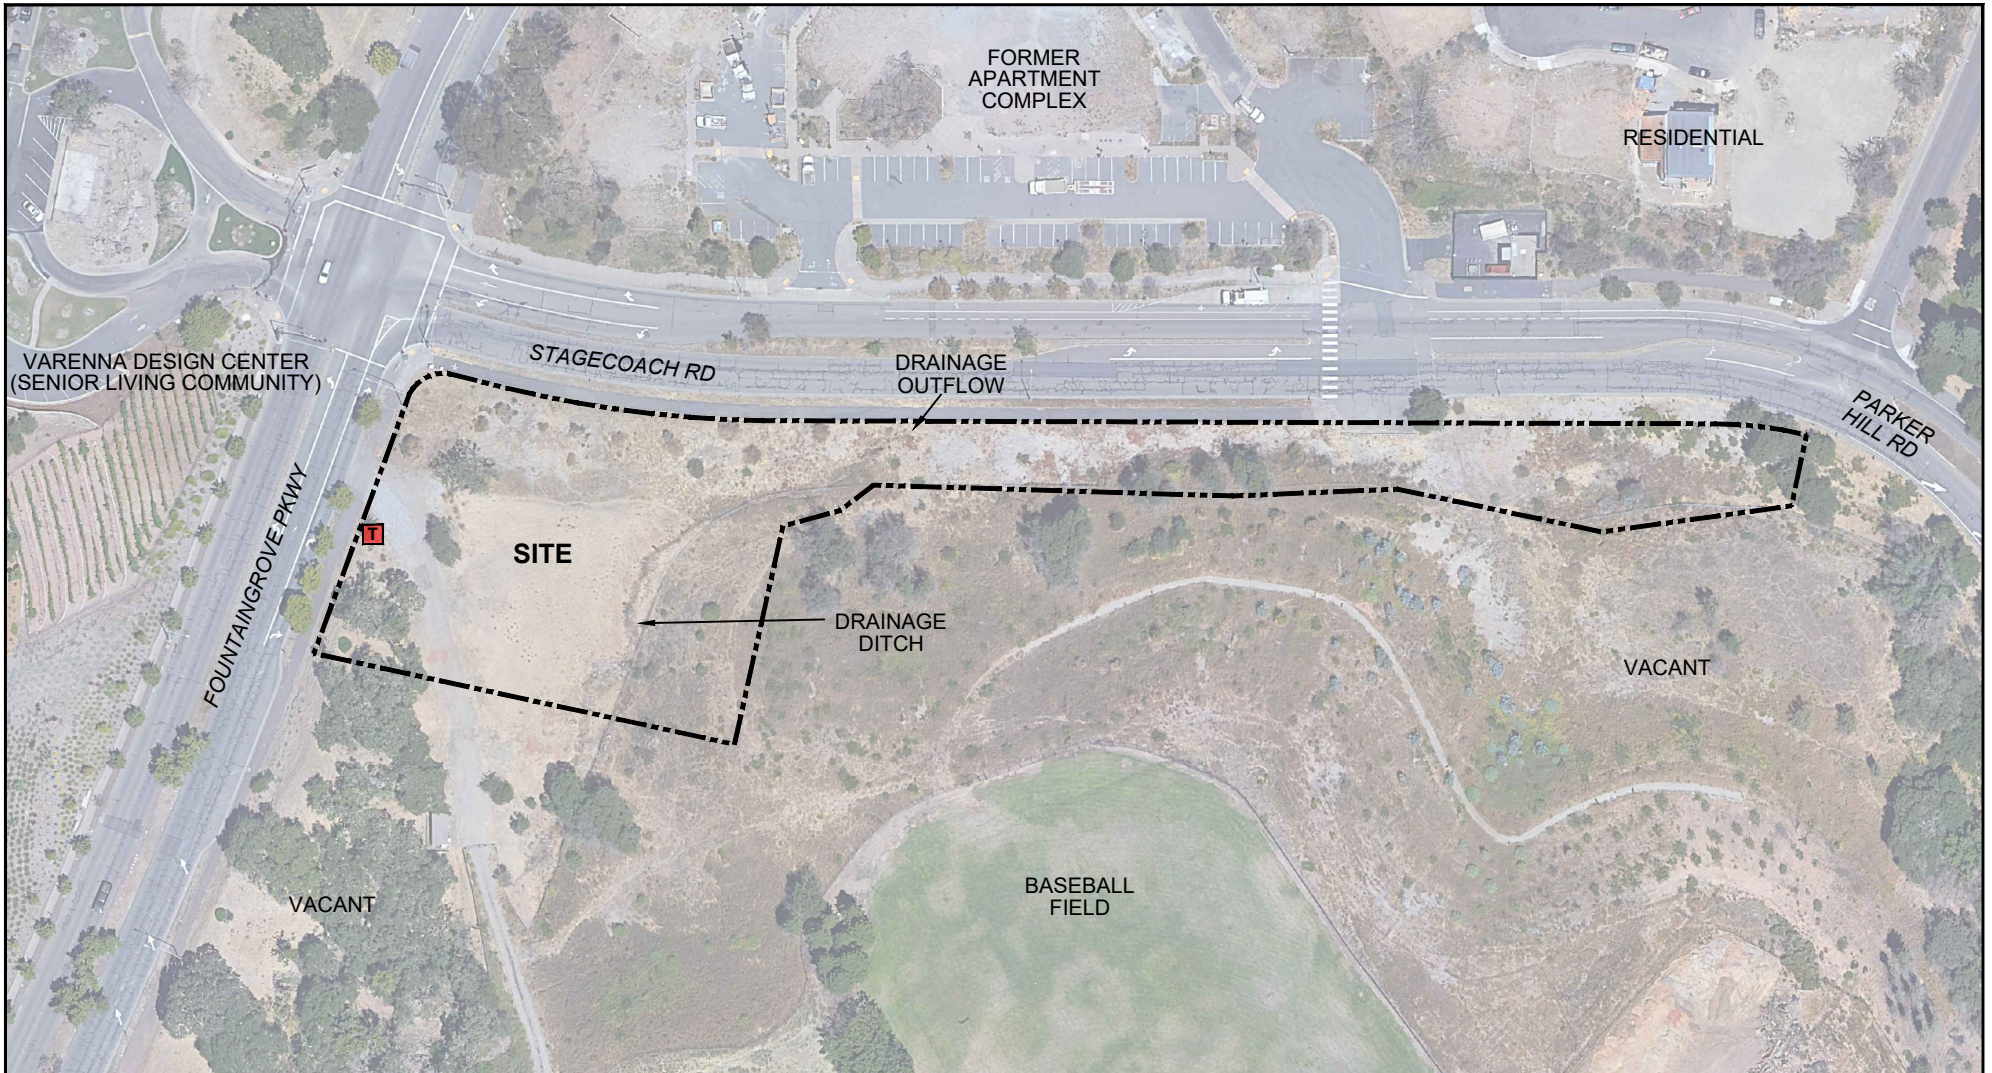 FORMER
APARTMENT
COMPLEX
RESIDENTIAL
VARENNA DESIGN CENTER
(SENIOR LIVING COMMUNITY)
STAGECOACH RD
DRAINAGE
OUTFLOW
PARKER
HILL RD
FOUNTAINGROVE PKWY
T
SITE
DRAINAGE
DITCH
VACANT
VACANT
BASEBALL
FIELD